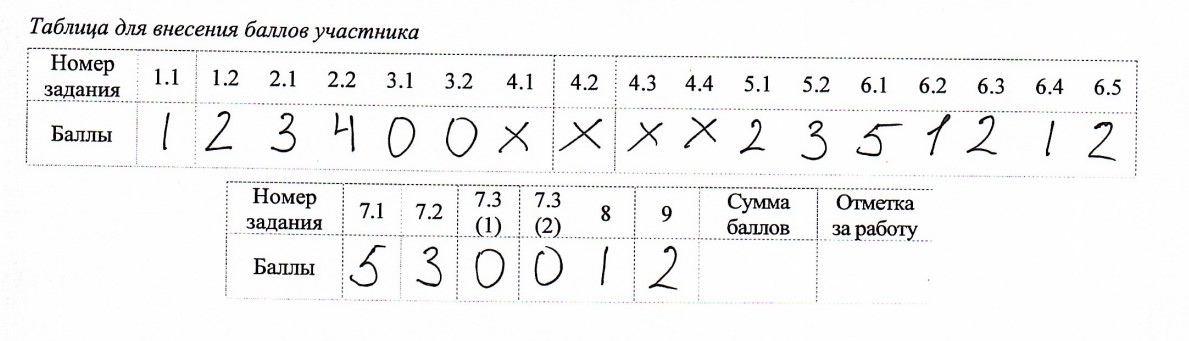 Таблица для внесения баллов участника
Номер задания 1.1 1.2 2.1 2.2 3.1 3.2 4.1 4.2 4.3 4.4 5.1 5.2 6.1 6.2 6.3 6.4 6.5
Баллы 1 2 3 4 0 0 X X X X 2 3 5 1 2 1 2
Номер задания 7.1 7.2 7.3 (1) 7.3 (2) 8 9 Сумма баллов Отметка за работу
Баллы 5 3 0 0 1 2